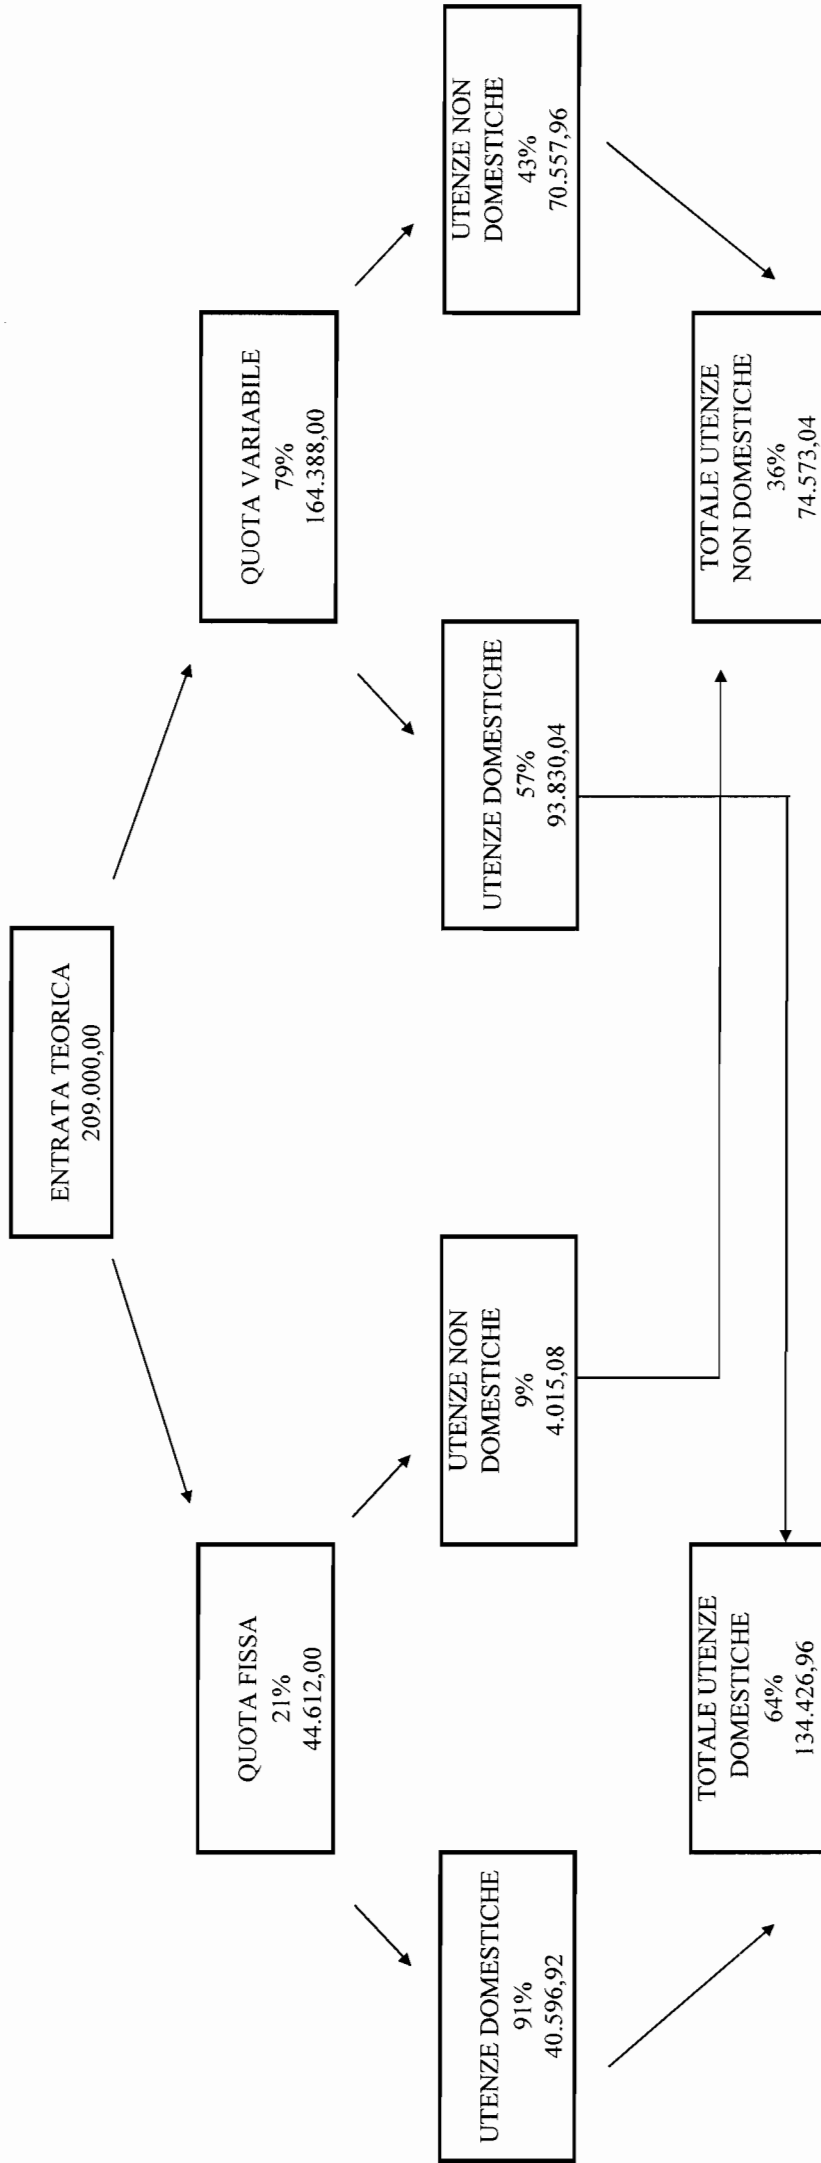 ENTRATA TEORICA
209.000,00
QUOTA FISSA
21%
44.612,00
QUOTA VARIABILE
79%
164.388,00
UTENZE DOMESTICHE
91%
40.596,92
UTENZE NON
DOMESTICHE
9%
4.015,08
UTENZE DOMESTICHE
57%
93.830,04
UTENZE NON
DOMESTICHE
43%
70.557,96
TOTALE UTENZE
DOMESTICHE
64%
134.426,96
TOTALE UTENZE
NON DOMESTICHE
36%
74.573,04